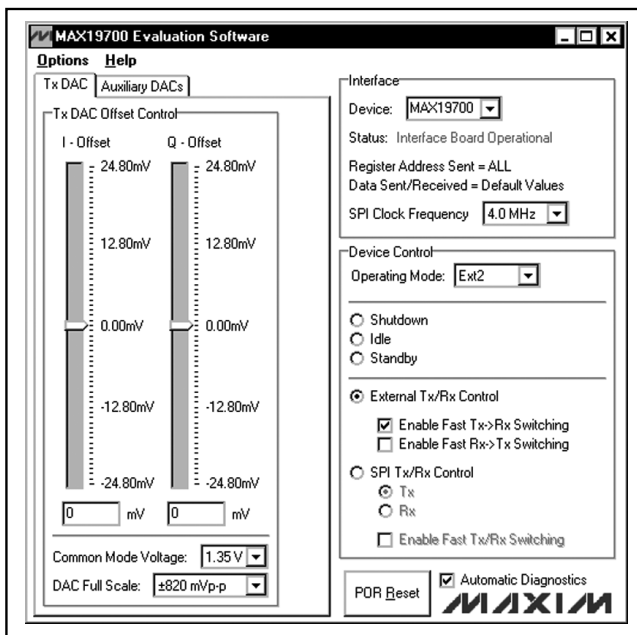 MAX19700 Evaluation Software
Options Help
Tx DAC
Auxiliary DACs
Tx DAC Offset Control
I - Offset Q - Offset
24.80mV 24.80mV
12.80mV 12.80mV
0.00mV 0.00mV
-12.80mV -12.80mV
-24.80mV -24.80mV
0 mV 0 mV
Common Mode Voltage: 1.35 V
DAC Full Scale: ±820 mVp-p
Interface
Device: MAX19700
Status: Interface Board Operational
Register Address Sent = ALL
Data Sent/Received = Default Values
SPI Clock Frequency 4.0 MHz
Device Control
Operating Mode: Ext2
Shutdown
Idle
Standby
External Tx/Rx Control
Enable Fast Tx->Rx Switching
Enable Fast Rx->Tx Switching
SPI Tx/Rx Control
Tx
Rx
Enable Fast Tx/Rx Switching
POR Reset
Automatic Diagnostics
MAXIM